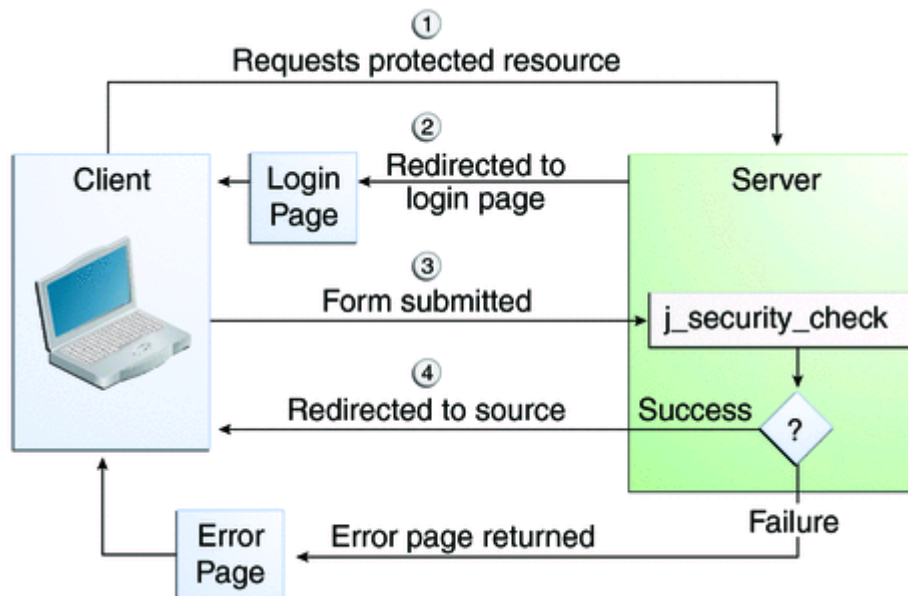 1
Requests protected resource
2
Redirected to
login page
Client
Login
Page
Server
3
Form submitted
j_security_check
4
Redirected to source
Success
?
Failure
Error page returned
Error
Page